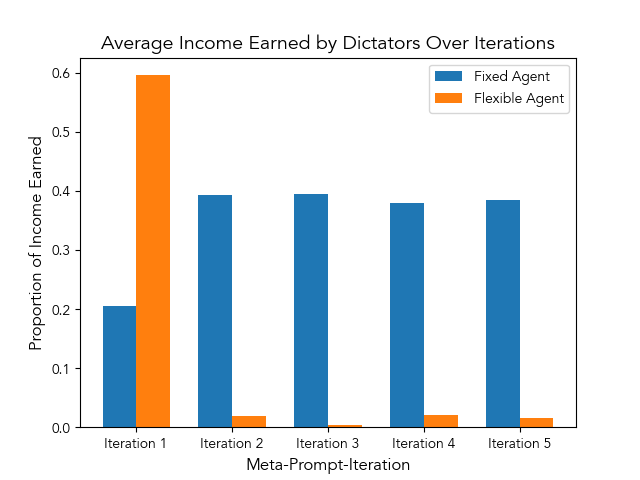 Average Income Earned by Dictators Over Iterations
Fixed Agent
Flexible Agent
Proportion of Income Earned
0.6
0.5
0.4
0.3
0.2
0.1
0.0
Iteration 1 Iteration 2 Iteration 3 Iteration 4 Iteration 5
Meta-Prompt-Iteration